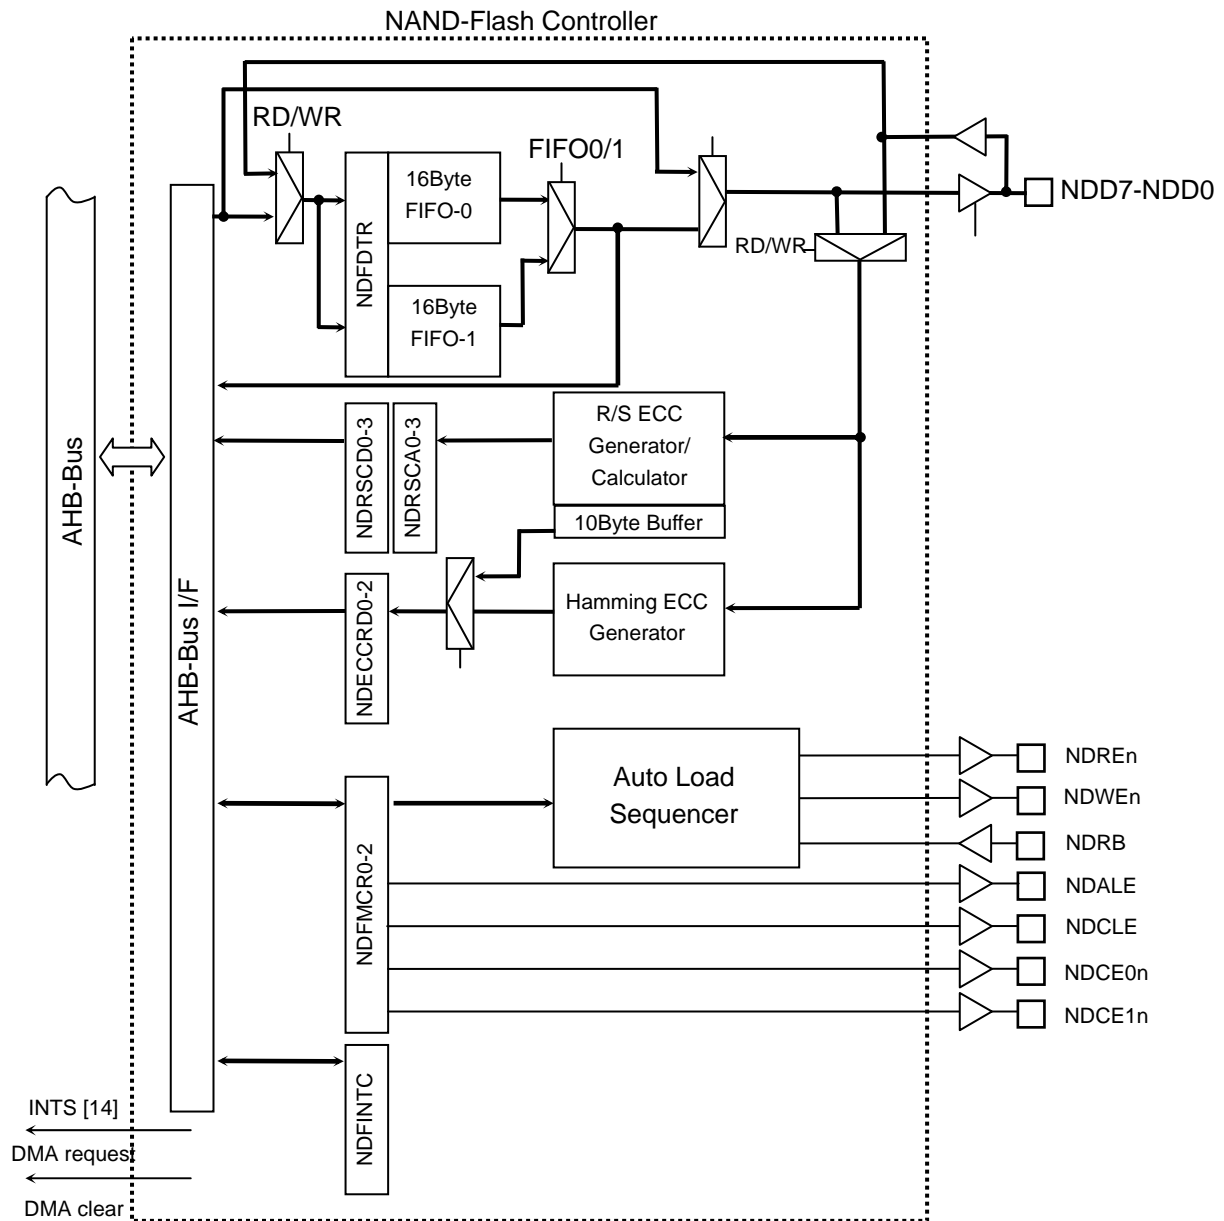 NAND-Flash Controller
RD/WR
FIFO0/1
16Byte
FIFO-0
NDFDTR
16Byte
FIFO-1
NDD7-NDD0
RD/WR
AHB-Bus
AHB-Bus I/F
NDRSCD0-3
NDRSCA0-3
R/S ECC
Generator/
Calculator
10Byte Buffer
NDECCRD0-2
Hamming ECC
Generator
NDFMCR0-2
Auto Load
Sequencer
NDREn
NDWEn
NDRB
NDALE
NDCLE
NDCE0n
NDCE1n
NDFINTC
INTS [14]
DMA request
DMA clear